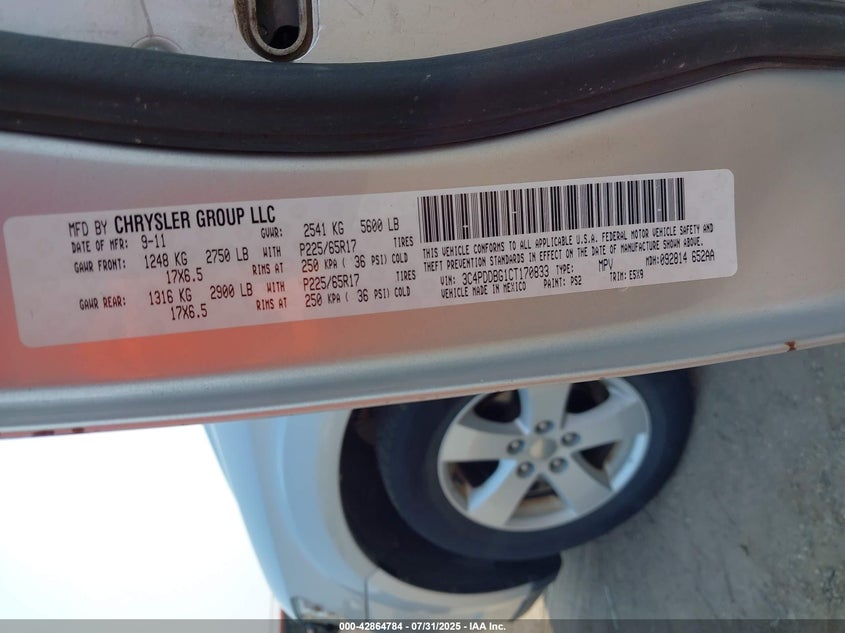 MFD BY CHRYSLER GROUP LLC
DATE OF MFR: 9-11 GVWR: 2541 KG 5600 LB
GAWR FRONT: 1248 KG 2750 LB WITH P225/65R17 TIRES
17X6.5 RIMS AT 250 KPA ( 36 PSI) COLD
GAWR REAR: 1316 KG 2900 LB WITH P225/65R17 TIRES
17X6.5 RIMS AT 250 KPA ( 36 PSI) COLD
THIS VEHICLE CONFORMS TO ALL APPLICABLE U.S.A. FEDERAL MOTOR VEHICLE SAFETY AND
THEFT PREVENTION STANDARDS IN EFFECT ON THE DATE OF MANUFACTURE SHOWN ABOVE.
VIN: 3C4PDDBG1CT170833 TYPE: MPV MDH: 092814 652AA
VEHICLE MADE IN MEXICO PAINT: PS2 TRIM: E5X9
000-42864784 - 07/31/2025 - IAA Inc.